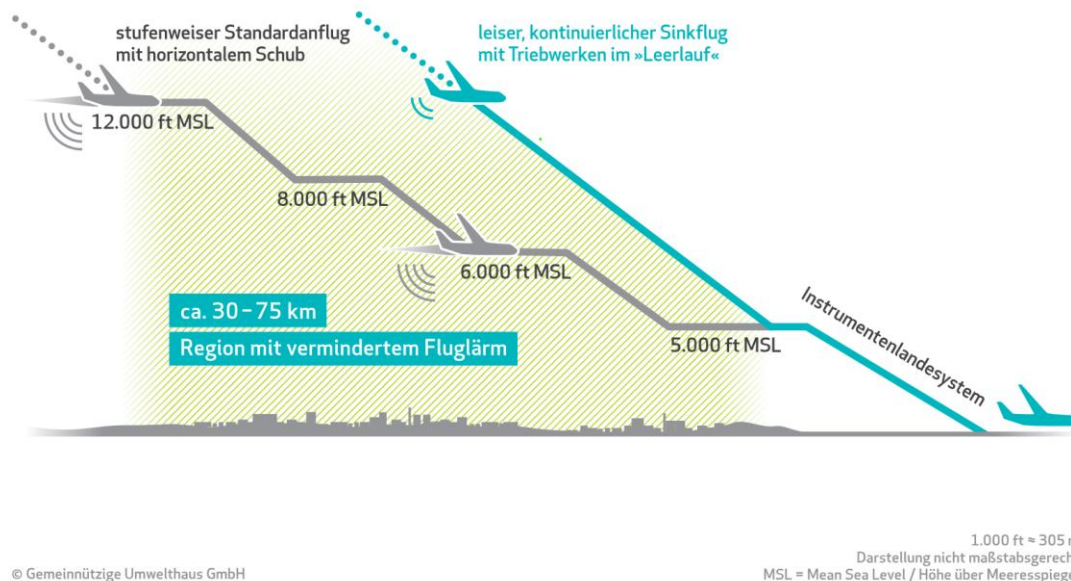 stufenweiser Standardanflug
mit horizontalem Schub
leiser, kontinuierlicher Sinkflug
mit Triebwerken im »Leerlauf«
12.000 ft MSL
8.000 ft MSL
6.000 ft MSL
ca. 30 – 75 km
Region mit vermindertem Fluglärm
5.000 ft MSL
Instrumentenlandesystem
1.000 ft ≈ 305
Darstellung nicht maßstabsgerech
© Gemeinnützige Umwelthaus GmbH
MSL = Mean Sea Level / Höhe über Meeresspiege